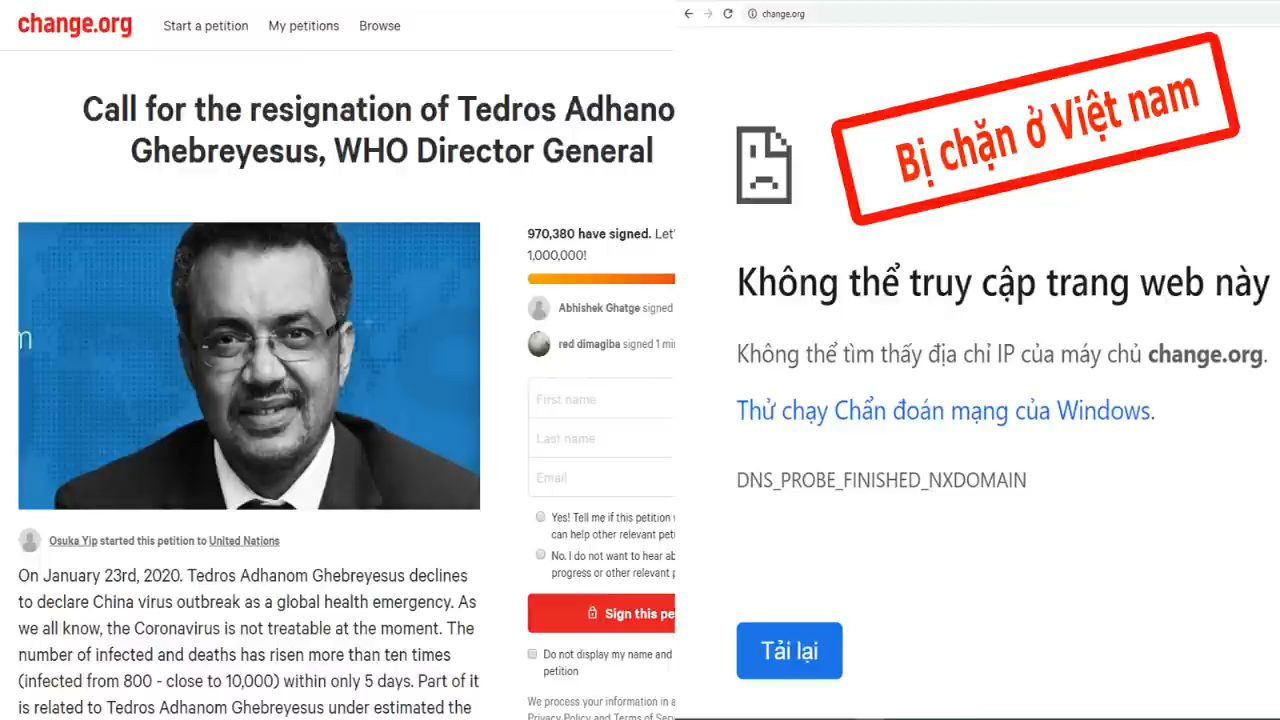 change.org
Start a petition
My petitions
Browse
Call for the resignation of Tedros Adhano
Ghebreyesus, WHO Director General
970,380 have signed. Let'
1,000,000!
Abhishek Ghatge signed
red dimagiba signed 1 mi
First name
Last name
Email
Yes! Tell me if this petition
can help other relevant peti
No. I do not want to hear ab
progress or other relevant p
Sign this pe
Do not display my name and
petition
We process your information in a
Privacy Policy and Terms of Serv
Osuka Yip started this petition to United Nations
On January 23rd, 2020. Tedros Adhanom Ghebreyesus declines
to declare China virus outbreak as a global health emergency. As
we all know, the Coronavirus is not treatable at the moment. The
number of infected and deaths has risen more than ten times
(infected from 800 - close to 10,000) within only 5 days. Part of it
is related to Tedros Adhanom Ghebreyesus under estimated the
change.org
Bị chặn ở Việt nam
Không thể truy cập trang web này
Không thể tìm thấy địa chỉ IP của máy chủ change.org.
Thử chạy Chẩn đoán mạng của Windows.
DNS_PROBE_FINISHED_NXDOMAIN
Tải lại